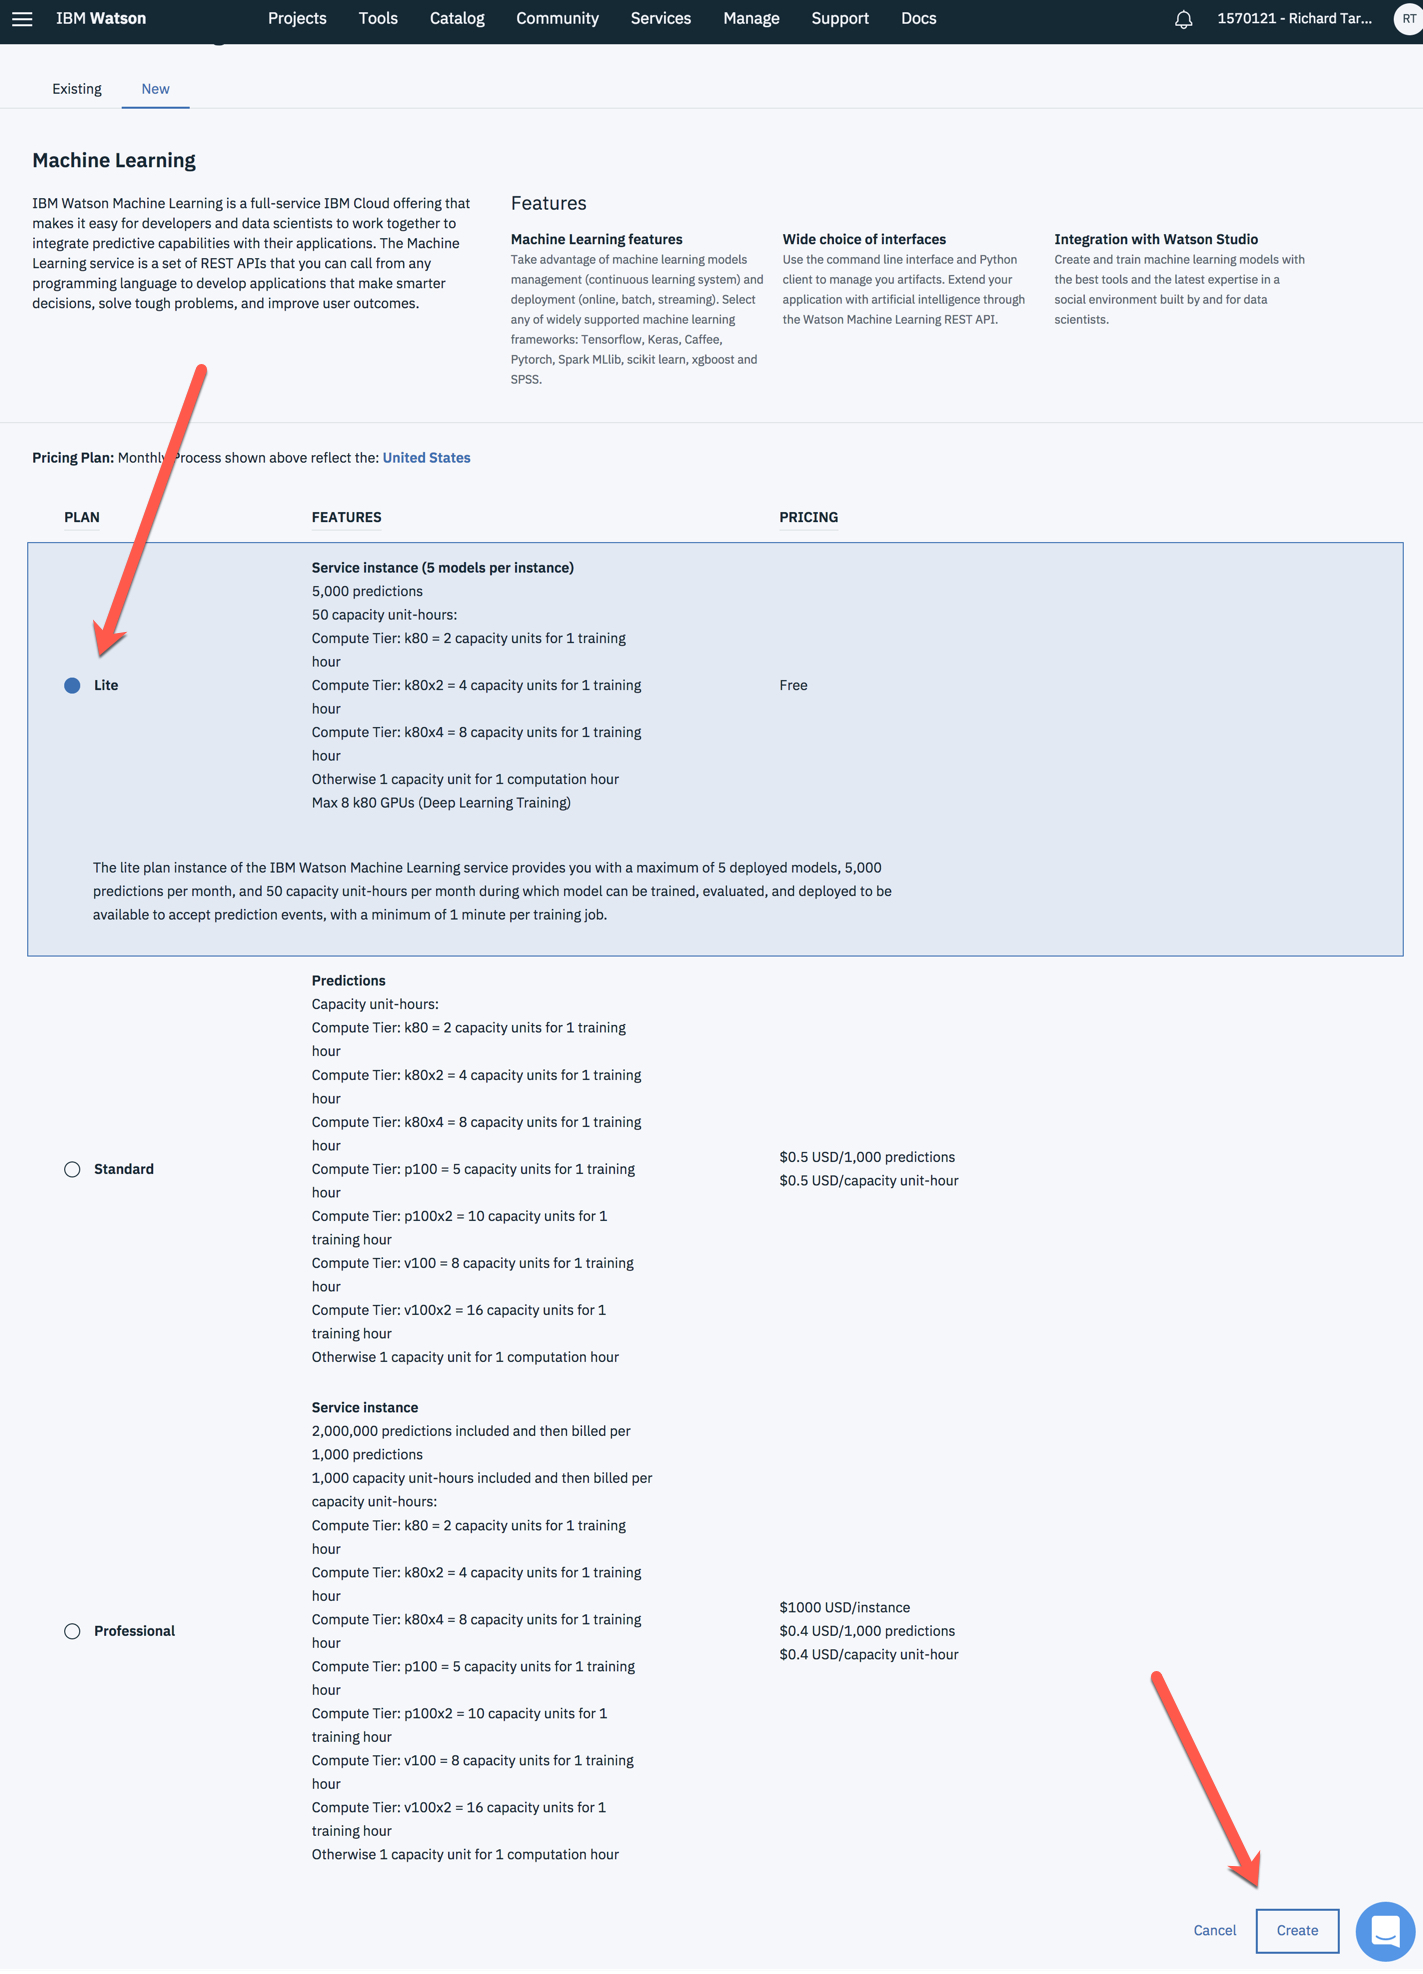 IBM Watson
Projects Tools Catalog Community Services Manage Support Docs
1570121 - Richard Tar... RT
Existing New
Machine Learning
IBM Watson Machine Learning is a full-service IBM Cloud offering that
makes it easy for developers and data scientists to work together to
integrate predictive capabilities with their applications. The Machine
Learning service is a set of REST APIs that you can call from any
programming language to develop applications that make smarter
decisions, solve tough problems, and improve user outcomes.
Features
Machine Learning features
Take advantage of machine learning models
management (continuous learning system) and
deployment (online, batch, streaming). Select
any of widely supported machine learning
frameworks: Tensorflow, Keras, Caffee,
Pytorch, Spark MLlib, scikit learn, xgboost and
SPSS.
Wide choice of interfaces
Use the command line interface and Python
client to manage you artifacts. Extend your
application with artificial intelligence through
the Watson Machine Learning REST API.
Integration with Watson Studio
Create and train machine learning models with
the best tools and the latest expertise in a
social environment built by and for data
scientists.
Pricing Plan: Monthly Process shown above reflect the: United States
PLAN FEATURES PRICING
Service instance (5 models per instance)
5,000 predictions
50 capacity unit-hours:
Compute Tier: k80 = 2 capacity units for 1 training
hour
Lite
Compute Tier: k80x2 = 4 capacity units for 1 training
hour
Compute Tier: k80x4 = 8 capacity units for 1 training
hour
Otherwise 1 capacity unit for 1 computation hour
Max 8 k80 GPUs (Deep Learning Training)
Free
The lite plan instance of the IBM Watson Machine Learning service provides you with a maximum of 5 deployed models, 5,000
predictions per month, and 50 capacity unit-hours per month during which model can be trained, evaluated, and deployed to be
available to accept prediction events, with a minimum of 1 minute per training job.
Predictions
Capacity unit-hours:
Compute Tier: k80 = 2 capacity units for 1 training
hour
Compute Tier: k80x2 = 4 capacity units for 1 training
hour
Compute Tier: k80x4 = 8 capacity units for 1 training
hour
Standard
Compute Tier: p100 = 5 capacity units for 1 training
hour
Compute Tier: p100x2 = 10 capacity units for 1
training hour
Compute Tier: v100 = 8 capacity units for 1 training
hour
Compute Tier: v100x2 = 16 capacity units for 1
training hour
Otherwise 1 capacity unit for 1 computation hour
$0.5 USD/1,000 predictions
$0.5 USD/capacity unit-hour
Service instance
2,000,000 predictions included and then billed per
1,000 predictions
1,000 capacity unit-hours included and then billed per
capacity unit-hours:
Compute Tier: k80 = 2 capacity units for 1 training
hour
Compute Tier: k80x2 = 4 capacity units for 1 training
hour
Compute Tier: k80x4 = 8 capacity units for 1 training
hour
Professional
Compute Tier: p100 = 5 capacity units for 1 training
hour
Compute Tier: p100x2 = 10 capacity units for 1
training hour
Compute Tier: v100 = 8 capacity units for 1 training
hour
Compute Tier: v100x2 = 16 capacity units for 1
training hour
Otherwise 1 capacity unit for 1 computation hour
$1000 USD/instance
$0.4 USD/1,000 predictions
$0.4 USD/capacity unit-hour
Cancel Create